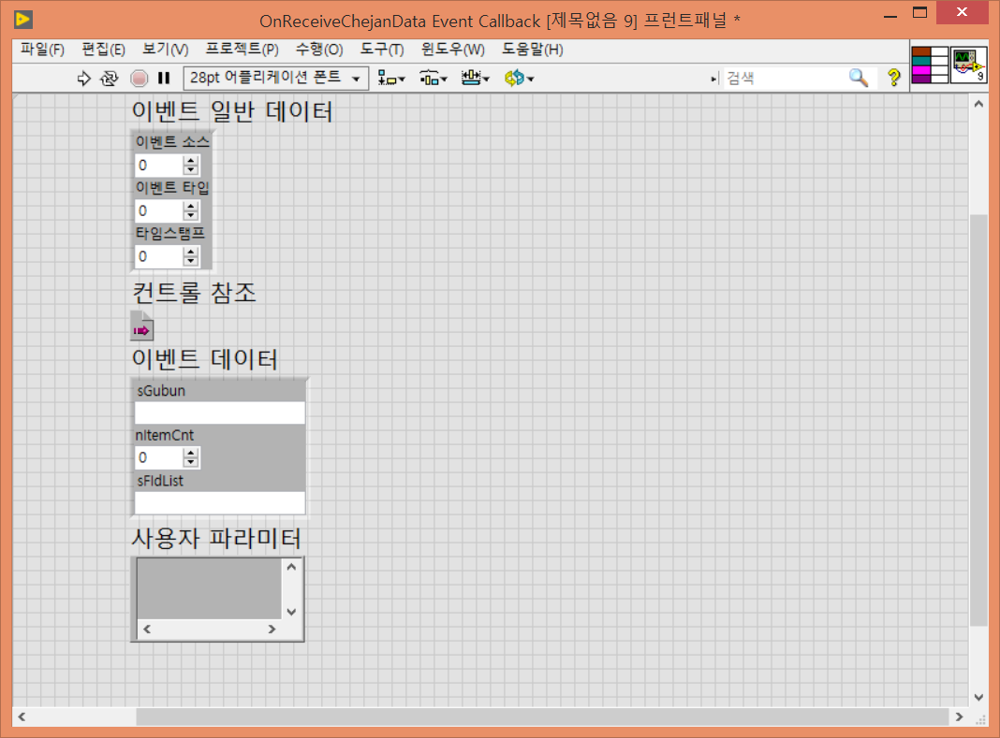 OnReceiveChejanData Event Callback [제목없음 9] 프런트패널 *
파일(F) 편집(E) 보기(V) 프로젝트(P) 수행(O) 도구(T) 윈도우(W) 도움말(H)
28pt 어플리케이션 폰트 검색 ? 9
이벤트 일반 데이터
이벤트 소스
0
이벤트 타입
0
타임스탬프
0
컨트롤 참조
이벤트 데이터
sGubun
nItemCnt
0
sFIdList
사용자 파라미터